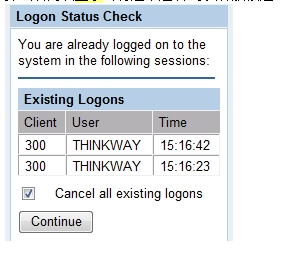 Logon Status Check
You are already logged on to the
system in the following sessions:
Existing Logons
Client User Time
300 THINKWAY 15:16:42
300 THINKWAY 15:16:23
Cancel all existing logons
Continue